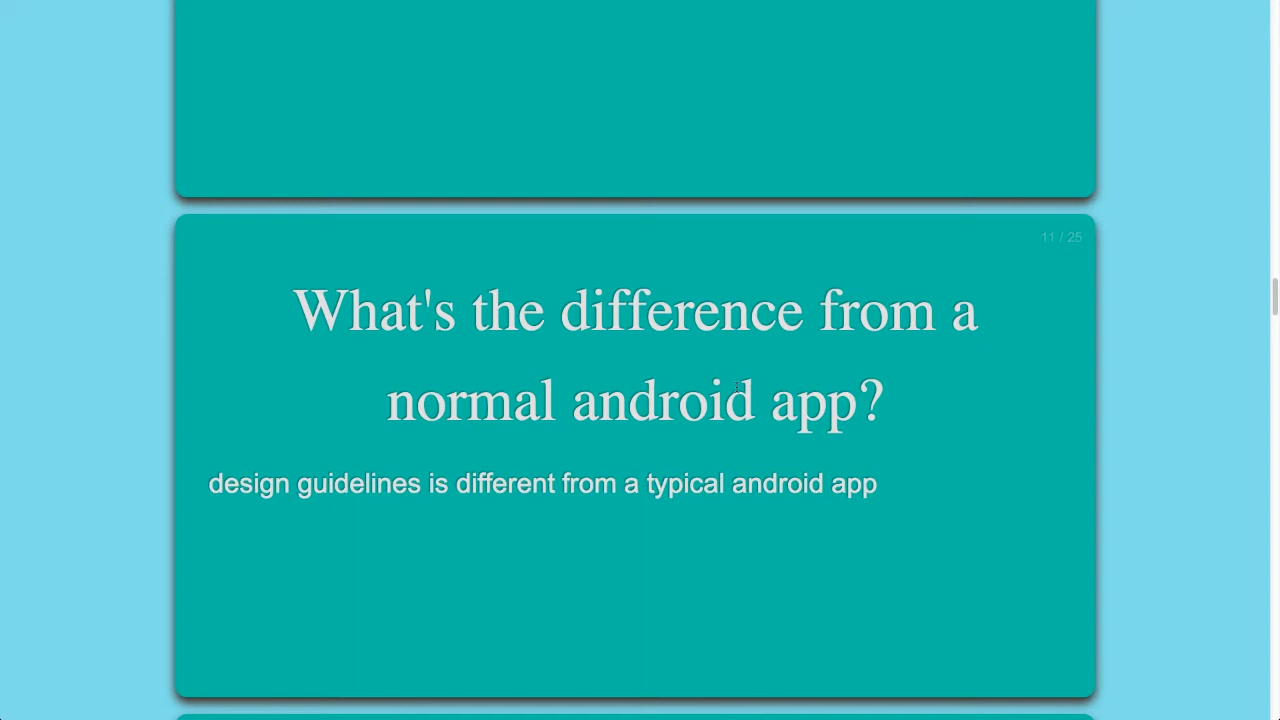 11 / 25
What's the difference from a
normal android app?
design guidelines is different from a typical android app